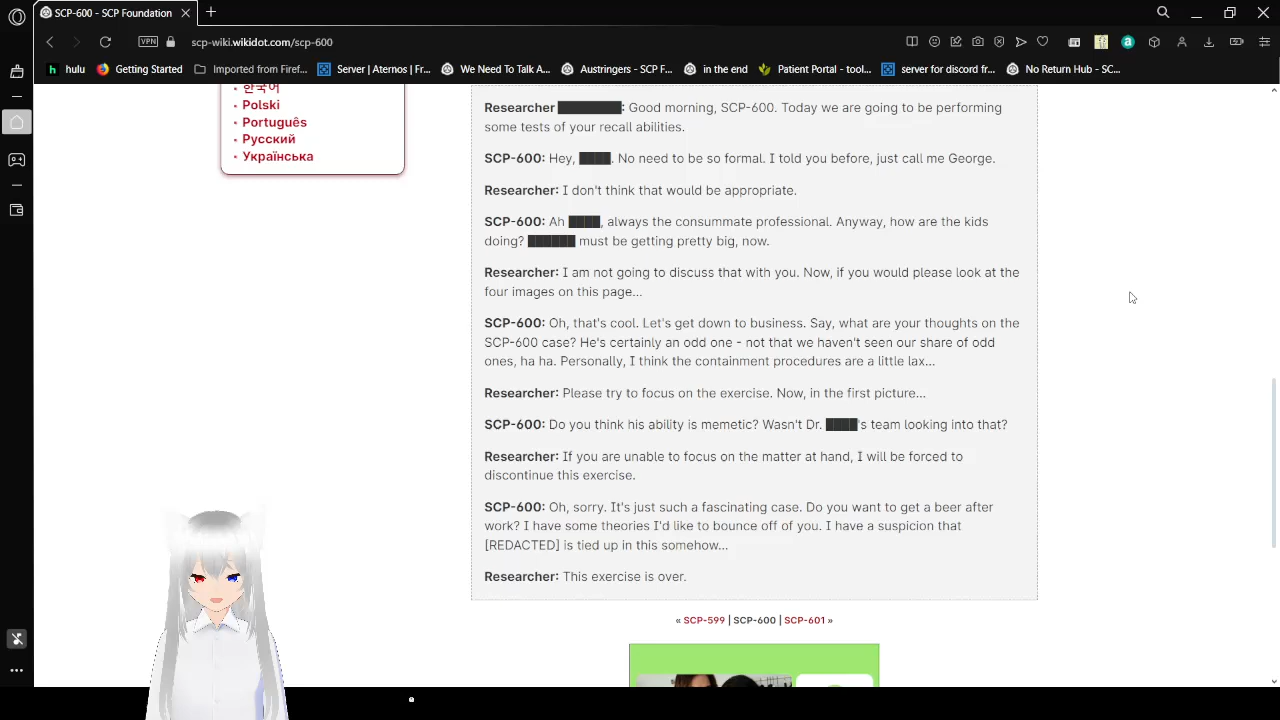 SCP-600 - SCP Foundation
VPN scp-wiki.wikidot.com/scp-600
hulu Getting Started Imported from Firef... Server | Aternos | Fr... We Need To Talk A... Austringers - SCP F... in the end Patient Portal - tool... server for discord fr... No Return Hub - SC...
한국어
Polski
Português
Русский
Українська
Researcher ████████: Good morning, SCP-600. Today we are going to be performing
some tests of your recall abilities.
SCP-600: Hey, ████. No need to be so formal. I told you before, just call me George.
Researcher: I don't think that would be appropriate.
SCP-600: Ah ████, always the consummate professional. Anyway, how are the kids
doing? ██████ must be getting pretty big, now.
Researcher: I am not going to discuss that with you. Now, if you would please look at the
four images on this page...
SCP-600: Oh, that's cool. Let's get down to business. Say, what are your thoughts on the
SCP-600 case? He's certainly an odd one - not that we haven't seen our share of odd
ones, ha ha. Personally, I think the containment procedures are a little lax...
Researcher: Please try to focus on the exercise. Now, in the first picture...
SCP-600: Do you think his ability is memetic? Wasn't Dr. ████'s team looking into that?
Researcher: If you are unable to focus on the matter at hand, I will be forced to
discontinue this exercise.
SCP-600: Oh, sorry. It's just such a fascinating case. Do you want to get a beer after
work? I have some theories I'd like to bounce off of you. I have a suspicion that
[REDACTED] is tied up in this somehow...
Researcher: This exercise is over.
« SCP-599 | SCP-600 | SCP-601 »